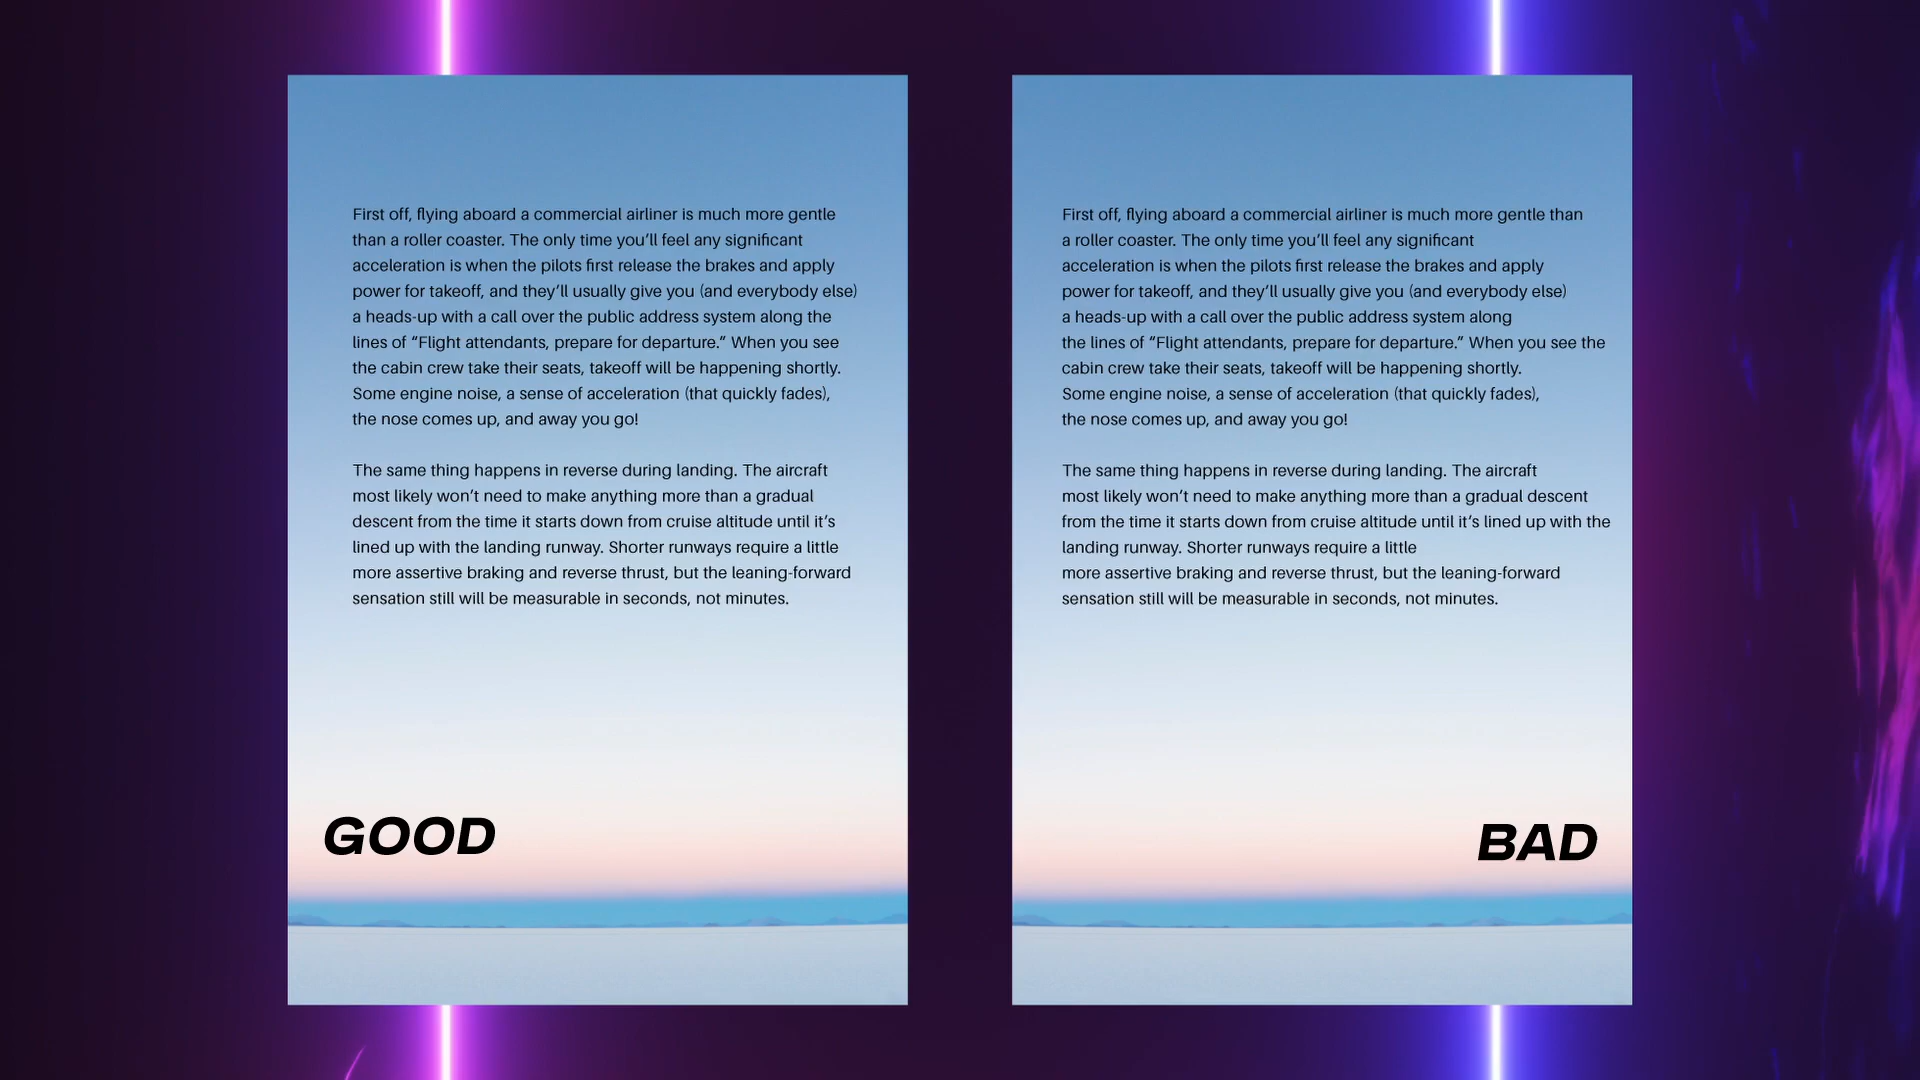 First off, flying aboard a commercial airliner is much more gentle
than a roller coaster. The only time you’ll feel any significant
acceleration is when the pilots first release the brakes and apply
power for takeoff, and they’ll usually give you (and everybody else)
a heads-up with a call over the public address system along the
lines of “Flight attendants, prepare for departure.” When you see
the cabin crew take their seats, takeoff will be happening shortly.
Some engine noise, a sense of acceleration (that quickly fades),
the nose comes up, and away you go!
The same thing happens in reverse during landing. The aircraft
most likely won’t need to make anything more than a gradual
descent from the time it starts down from cruise altitude until it’s
lined up with the landing runway. Shorter runways require a little
more assertive braking and reverse thrust, but the leaning-forward
sensation still will be measurable in seconds, not minutes.
GOOD
First off, flying aboard a commercial airliner is much more gentle than
a roller coaster. The only time you’ll feel any significant
acceleration is when the pilots first release the brakes and apply
power for takeoff, and they’ll usually give you (and everybody else)
a heads-up with a call over the public address system along
the lines of “Flight attendants, prepare for departure.” When you see the
cabin crew take their seats, takeoff will be happening shortly.
Some engine noise, a sense of acceleration (that quickly fades),
the nose comes up, and away you go!
The same thing happens in reverse during landing. The aircraft
most likely won’t need to make anything more than a gradual descent
from the time it starts down from cruise altitude until it’s lined up with the
landing runway. Shorter runways require a little
more assertive braking and reverse thrust, but the leaning-forward
sensation still will be measurable in seconds, not minutes.
BAD